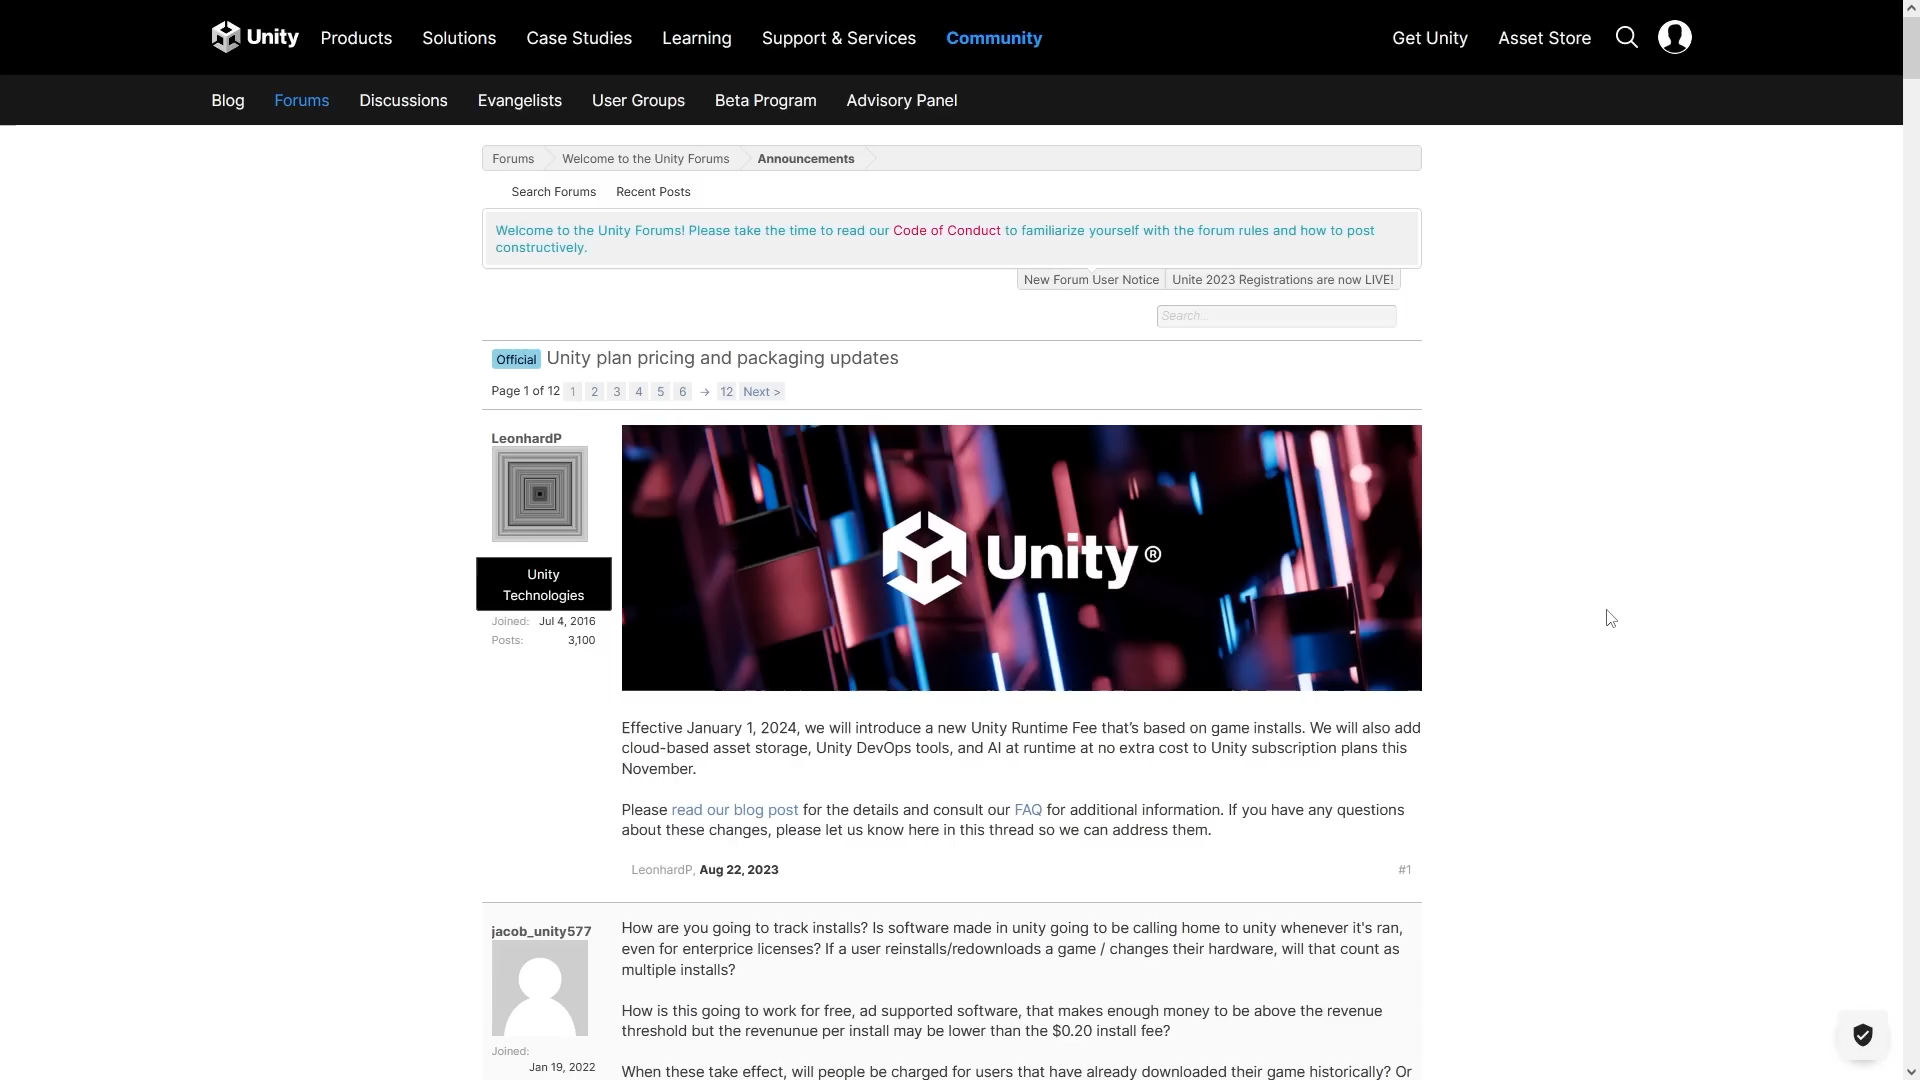 Unity Products Solutions Case Studies Learning Support & Services Community Get Unity Asset Store
Blog Forums Discussions Evangelists User Groups Beta Program Advisory Panel
Forums Welcome to the Unity Forums Announcements
Search Forums Recent Posts
Welcome to the Unity Forums! Please take the time to read our Code of Conduct to familiarize yourself with the forum rules and how to post
constructively.
New Forum User Notice Unite 2023 Registrations are now LIVE!
Search...
Official Unity plan pricing and packaging updates
Page 1 of 12 1 2 3 4 5 6 → 12 Next >
LeonhardP
Unity
Technologies
Joined: Jul 4, 2016
Posts: 3,100
Unity®
Effective January 1, 2024, we will introduce a new Unity Runtime Fee that's based on game installs. We will also add
cloud-based asset storage, Unity DevOps tools, and AI at runtime at no extra cost to Unity subscription plans this
November.
Please read our blog post for the details and consult our FAQ for additional information. If you have any questions
about these changes, please let us know here in this thread so we can address them.
LeonhardP, Aug 22, 2023 #1
jacob_unity577
Joined:
Jan 19, 2022
How are you going to track installs? Is software made in unity going to be calling home to unity whenever it's ran,
even for enterprice licenses? If a user reinstalls/redownloads a game / changes their hardware, will that count as
multiple installs?
How is this going to work for free, ad supported software, that makes enough money to be above the revenue
threshold but the revenunue per install may be lower than the $0.20 install fee?
When these take effect, will people be charged for users that have already downloaded their game historically? Or